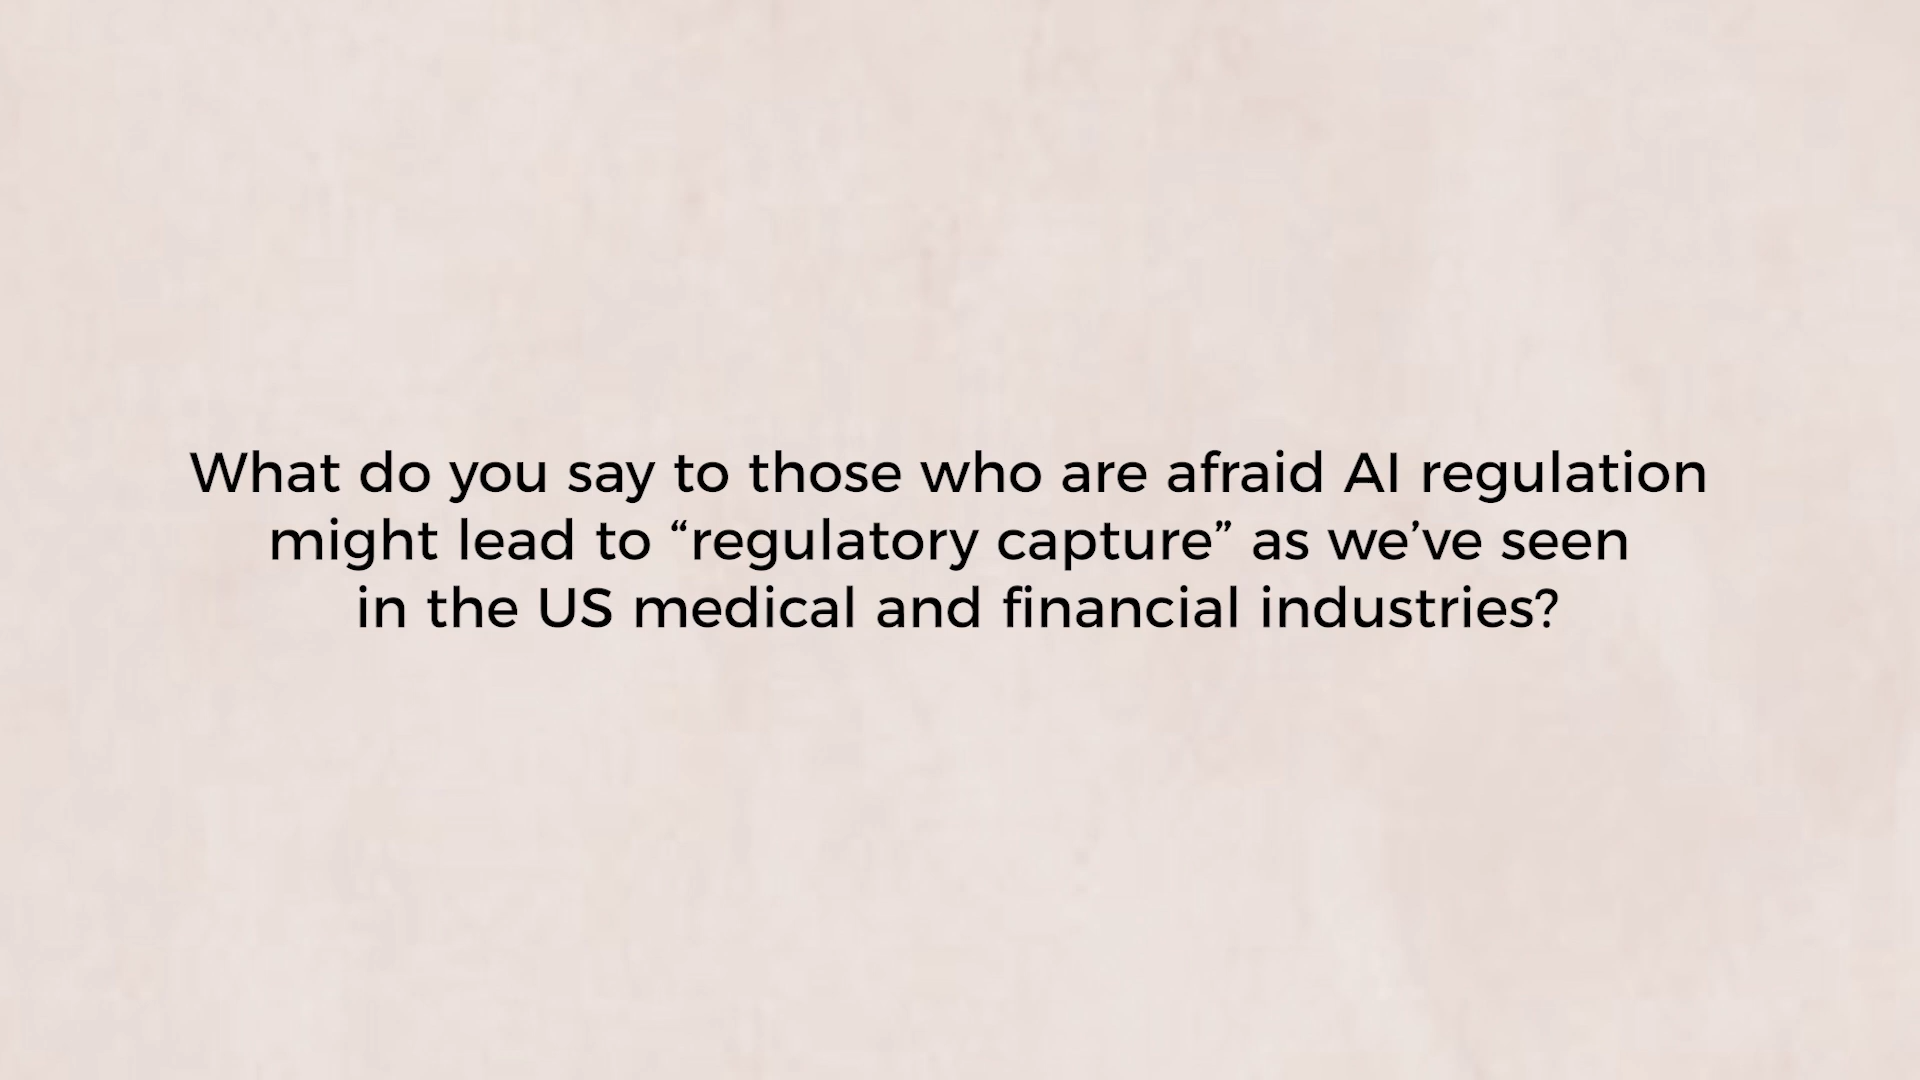 What do you say to those who are afraid AI regulation
might lead to “regulatory capture” as we’ve seen
in the US medical and financial industries?